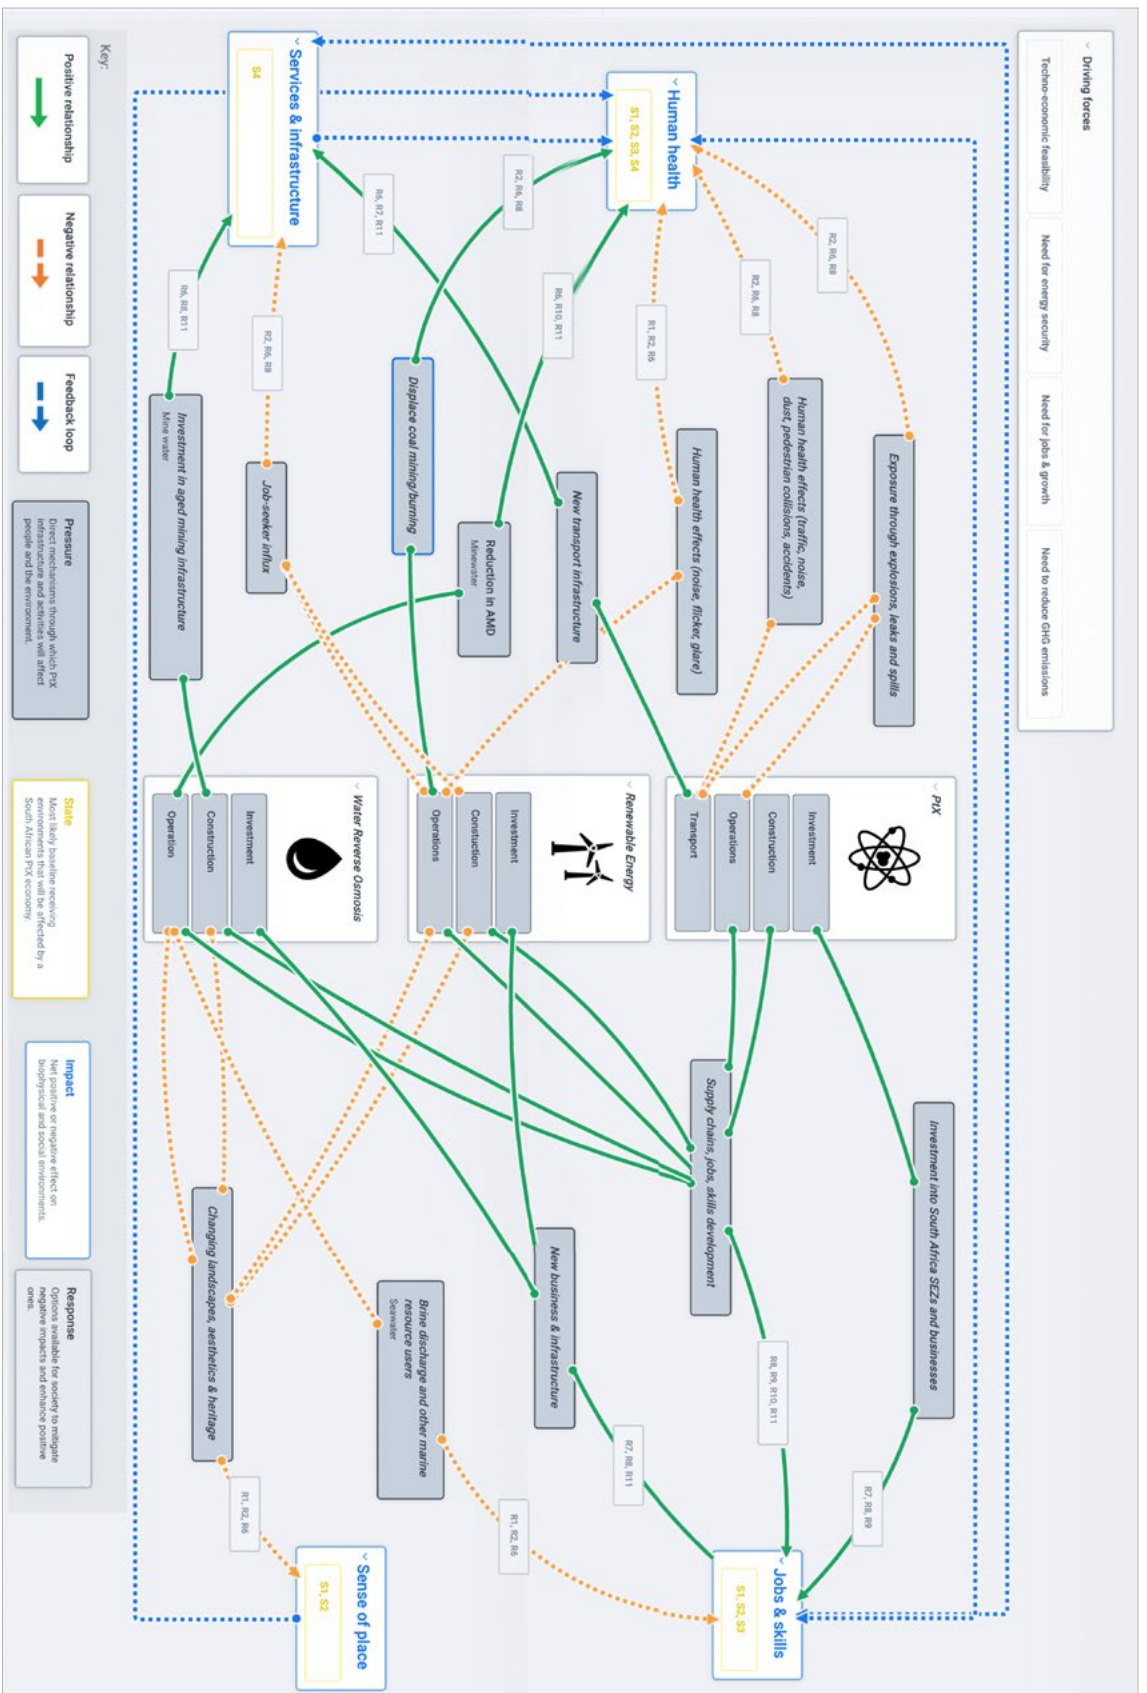 Driving forces
Techno-economic feasibility
Need for energy security
Need for jobs & growth
Need to reduce GHG emissions
Human health
S1, S2, S3, S4
Services & infrastructure
S4
R2, R6, R8
R2, R6, R8
R1, R2, R6
R6, R10, R11
R2, R6, R8
R6, R7, R11
R2, R6, R8
R6, R8, R11
Exposure through explosions, leaks and spills
Human health effects (traffic, noise,
dust, pedestrian collisions, accidents)
Human health effects (noise, flicker, glare)
New transport infrastructure
Reduction in AMD
Minewater
Displace coal mining/burning
Job-seeker influx
Investment in aged mining infrastructure
Mine water
PtX
Investment
Construction
Operations
Transport
Renewable Energy
Investment
Construction
Operations
Water Reverse Osmosis
Investment
Construction
Operation
Investment into South Africa SEZs and businesses
Supply chains, jobs, skills development
New business & infrastructure
Brine discharge and other marine
resource users
Seawater
Changing landscapes, aesthetics & heritage
R7, R8, R9
R8, R9, R10, R11
R7, R8, R11
R1, R2, R6
R1, R2, R6
Jobs & skills
S1, S2, S3
Sense of place
S1, S2
Key:
Positive relationship
Negative relationship
Feedback loop
Pressure
Direct mechanisms through which PtX
infrastructure and activities will affect
people and the environment.
State
Most likely baseline receiving
environments that will be affected by a
South African PtX economy.
Impact
Net positive or negative effect on
biophysical and social environments.
Response
Options available for society to mitigate
negative impacts and enhance positive
ones.